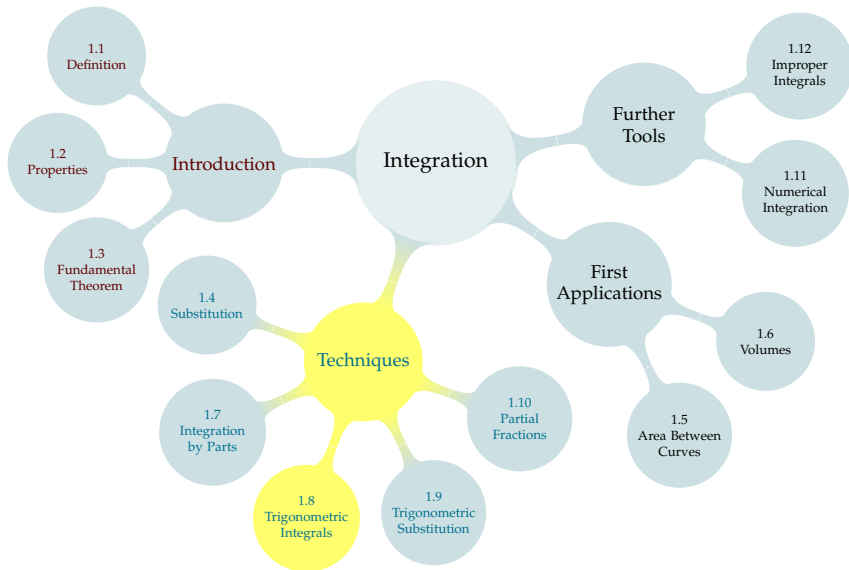 Integration
Introduction
1.1
Definition
1.2
Properties
1.3
Fundamental
Theorem
Techniques
1.4
Substitution
1.7
Integration
by Parts
1.8
Trigonometric
Integrals
1.9
Trigonometric
Substitution
1.10
Partial
Fractions
First
Applications
1.5
Area Between
Curves
1.6
Volumes
Further
Tools
1.11
Numerical
Integration
1.12
Improper
Integrals